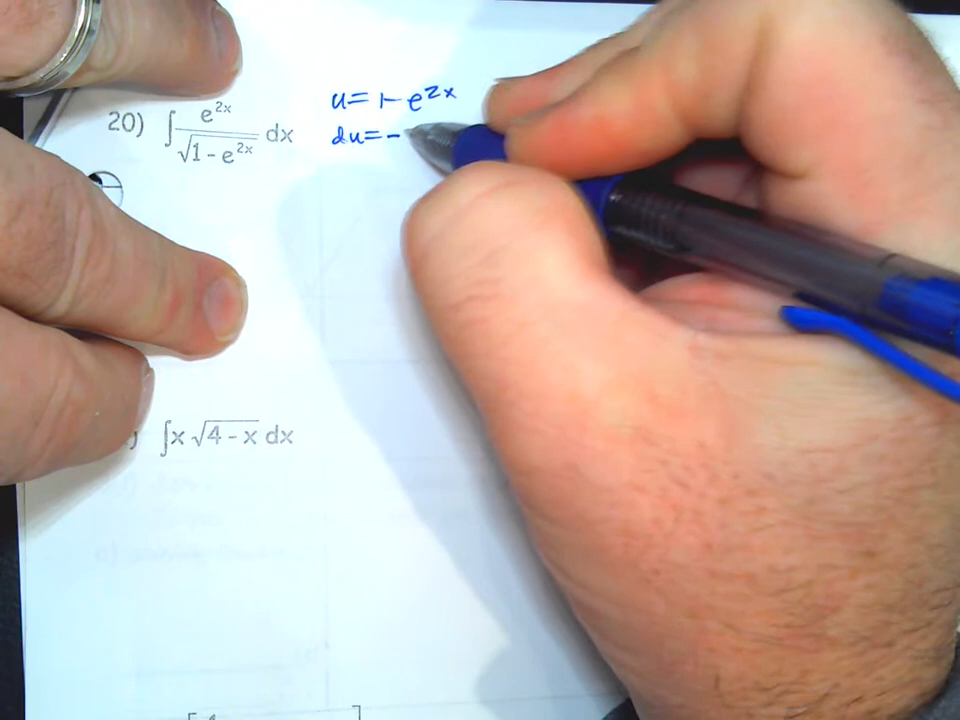 20) ∫ e^{2x} / √(1 - e^{2x}) dx
u = 1 - e^{2x}
du = -
∫x √(4 - x) dx